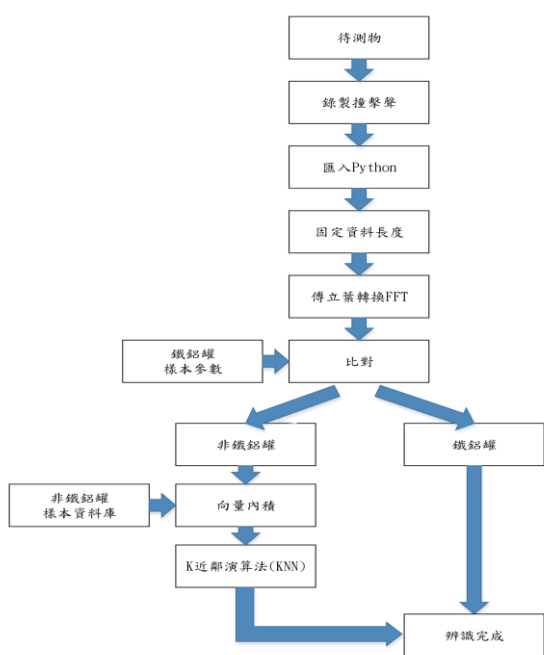 待測物
錄製撞擊聲
匯入Python
固定資料長度
傅立葉轉換FFT
鐵鋁罐
樣本參數
比對
非鐵鋁罐
鐵鋁罐
非鐵鋁罐
樣本資料庫
向量內積
K近鄰演算法(KNN)
辨識完成